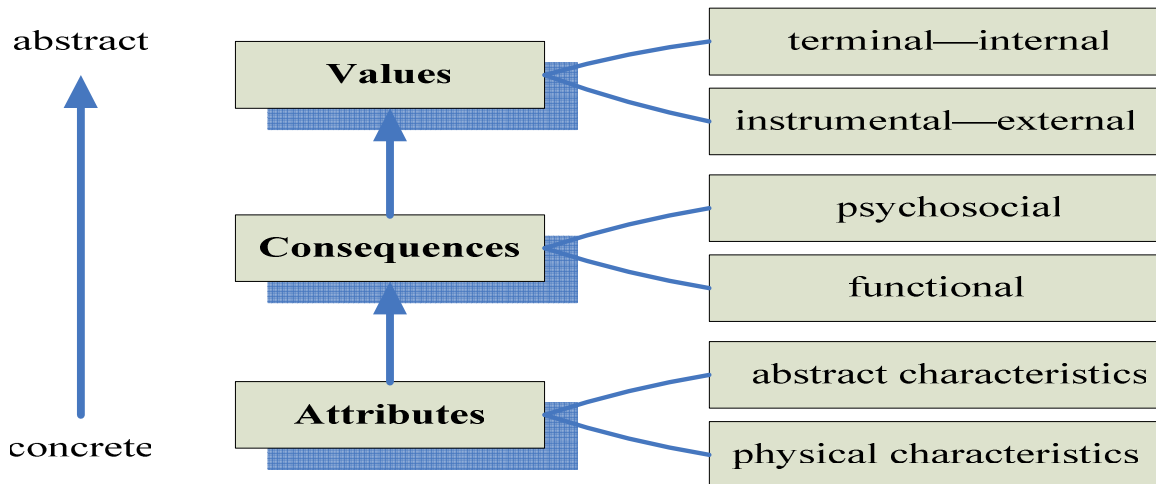 abstract
Values
terminal—internal
instrumental—external
Consequences
psychosocial
functional
Attributes
abstract characteristics
physical characteristics
concrete